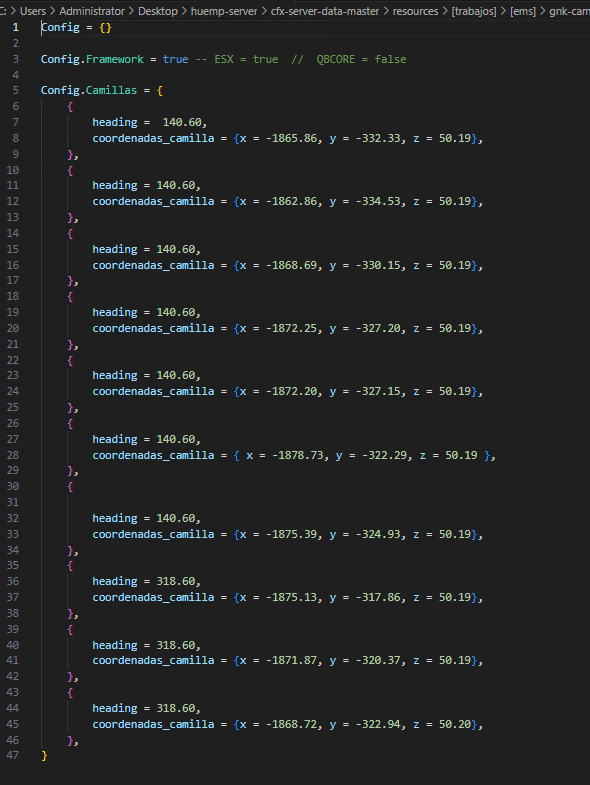 C: > Users > Administrator > Desktop > huemp-server > cfx-server-data-master > resources > [trabajos] > [ems] > gnk-cam
1 Config = {}
2
3 Config.Framework = true -- ESX = true  //  QBCORE = false
4
5 Config.Camillas = {
6     {
7         heading =  140.60,
8         coordenadas_camilla = {x = -1865.86, y = -332.33, z = 50.19},
9     },
10     {
11         heading = 140.60,
12         coordenadas_camilla = {x = -1862.86, y = -334.53, z = 50.19},
13     },
14     {
15         heading = 140.60,
16         coordenadas_camilla = {x = -1868.69, y = -330.15, z = 50.19},
17     },
18     {
19         heading = 140.60,
20         coordenadas_camilla = {x = -1872.25, y = -327.20, z = 50.19},
21     },
22     {
23         heading = 140.60,
24         coordenadas_camilla = {x = -1872.20, y = -327.15, z = 50.19},
25     },
26     {
27         heading = 140.60,
28         coordenadas_camilla = { x = -1878.73, y = -322.29, z = 50.19 },
29     },
30     {
31
32         heading = 140.60,
33         coordenadas_camilla = {x = -1875.39, y = -324.93, z = 50.19},
34     },
35     {
36         heading = 318.60,
37         coordenadas_camilla = {x = -1875.13, y = -317.86, z = 50.19},
38     },
39     {
40         heading = 318.60,
41         coordenadas_camilla = {x = -1871.87, y = -320.37, z = 50.19},
42     },
43     {
44         heading = 318.60,
45         coordenadas_camilla = {x = -1868.72, y = -322.94, z = 50.20},
46     },
47 }